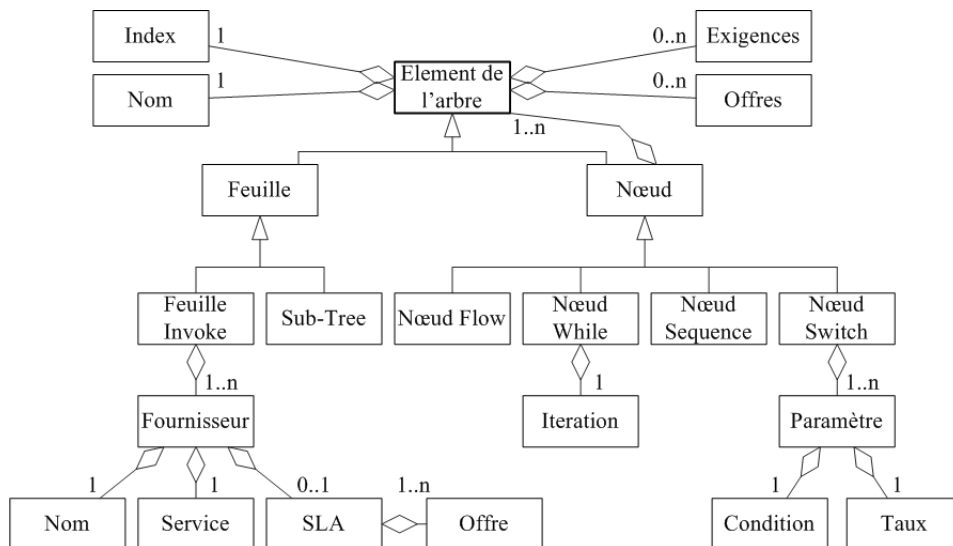 Index
1
0..n
Exigences
Element de
l'arbre
Nom
1
0..n
Offres
1..n
Feuille
Nœud
Feuille
Invoke
Sub-Tree
Nœud Flow
Nœud
While
Nœud
Sequence
Nœud
Switch
1..n
1
1..n
Fournisseur
Iteration
Paramètre
1
1
0..1
1..n
1
1
Nom
Service
SLA
Offre
Condition
Taux